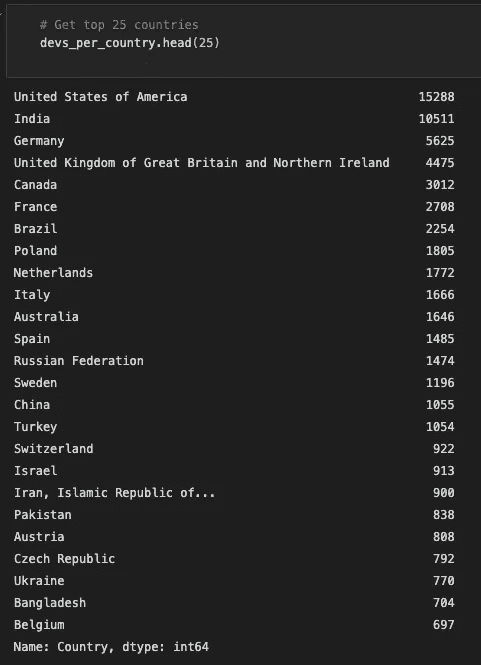 # Get top 25 countries
devs_per_country.head(25)
United States of America 15288
India 10511
Germany 5625
United Kingdom of Great Britain and Northern Ireland 4475
Canada 3012
France 2708
Brazil 2254
Poland 1805
Netherlands 1772
Italy 1666
Australia 1646
Spain 1485
Russian Federation 1474
Sweden 1196
China 1055
Turkey 1054
Switzerland 922
Israel 913
Iran, Islamic Republic of... 900
Pakistan 838
Austria 808
Czech Republic 792
Ukraine 770
Bangladesh 704
Belgium 697
Name: Country, dtype: int64